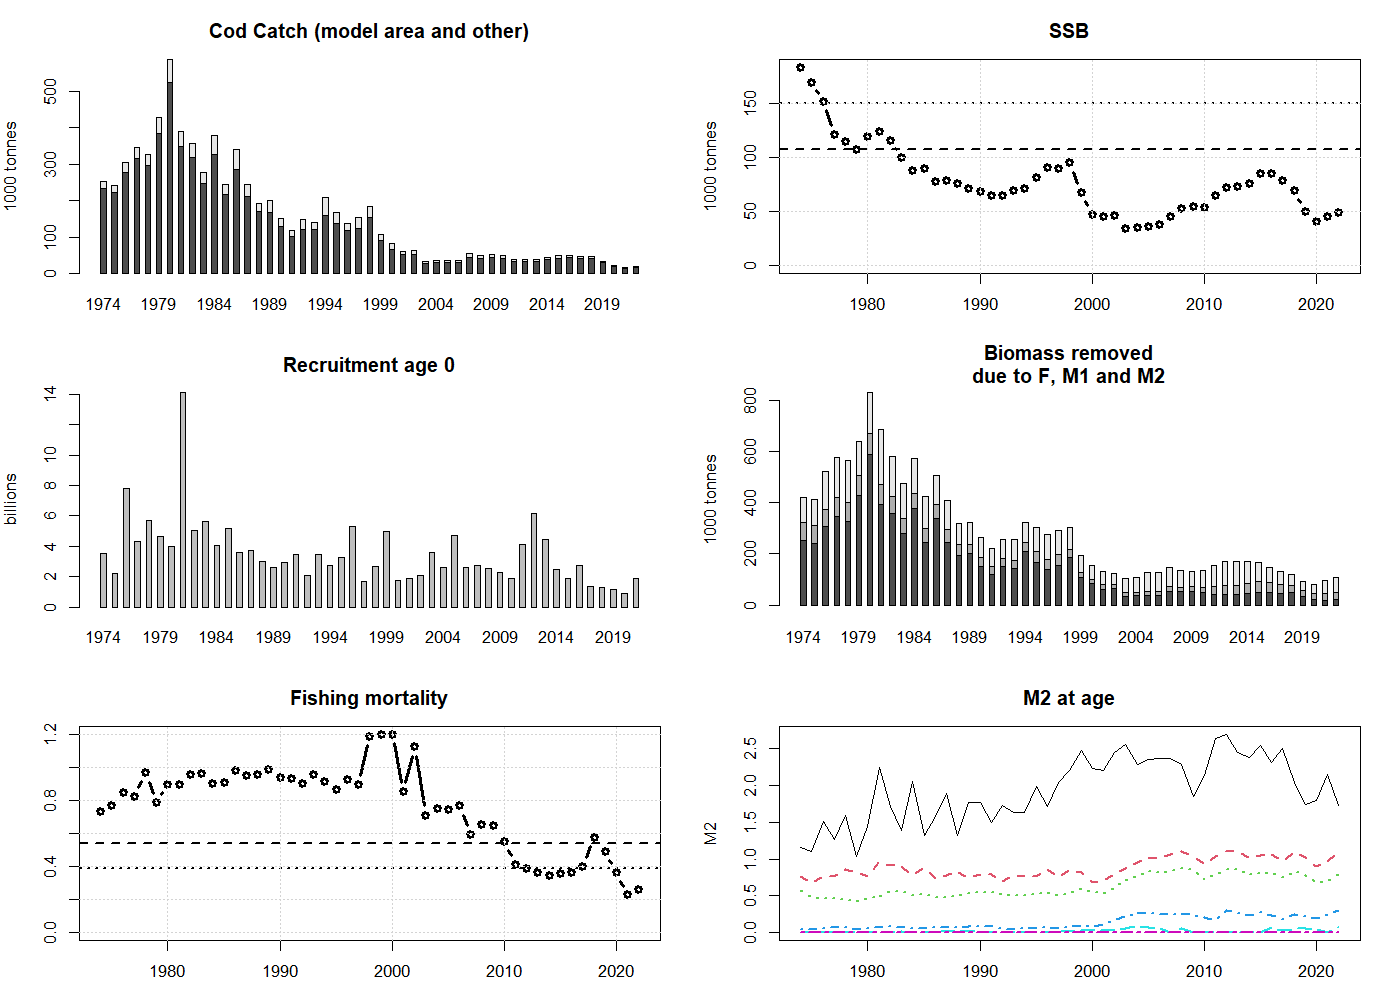 Cod Catch (model area and other)
1000 tonnes
500
300
100
0
1974 1979 1984 1989 1994 1999 2004 2009 2014 2019
SSB
1000 tonnes
150
100
50
0
1980 1990 2000 2010 2020
Recruitment age 0
billions
14
10
8
6
4
2
0
1974 1979 1984 1989 1994 1999 2004 2009 2014 2019
Biomass removed
due to F, M1 and M2
1000 tonnes
800
600
400
200
0
1974 1979 1984 1989 1994 1999 2004 2009 2014 2019
Fishing mortality
1.2
0.8
0.4
0.0
1980 1990 2000 2010 2020
M2 at age
M2
2.5
2.0
1.5
1.0
0.5
0.0
1980 1990 2000 2010 2020